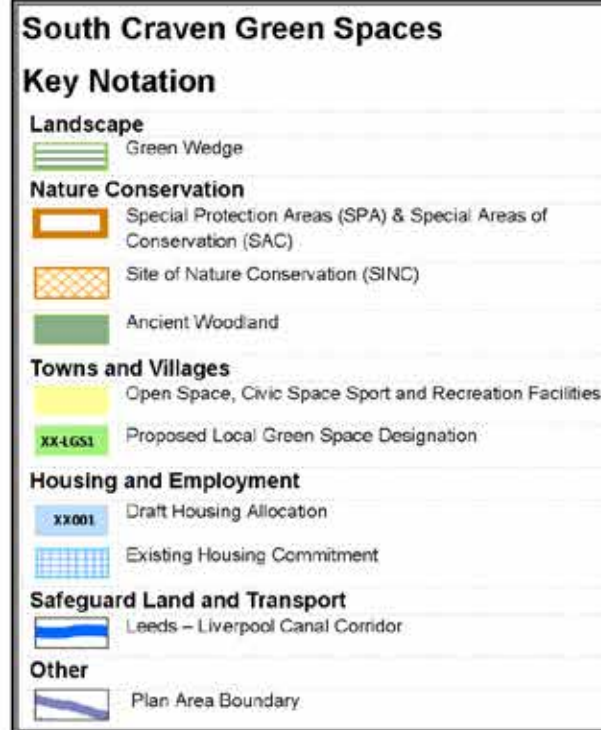 South Craven Green Spaces
Key Notation
Landscape
Green Wedge
Nature Conservation
Special Protection Areas (SPA) & Special Areas of
Conservation (SAC)
Site of Nature Conservation (SINC)
Ancient Woodland
Towns and Villages
Open Space, Civic Space Sport and Recreation Facilities
XX-LGS1 Proposed Local Green Space Designation
Housing and Employment
XX001 Draft Housing Allocation
Existing Housing Commitment
Safeguard Land and Transport
Leeds – Liverpool Canal Corridor
Other
Plan Area Boundary